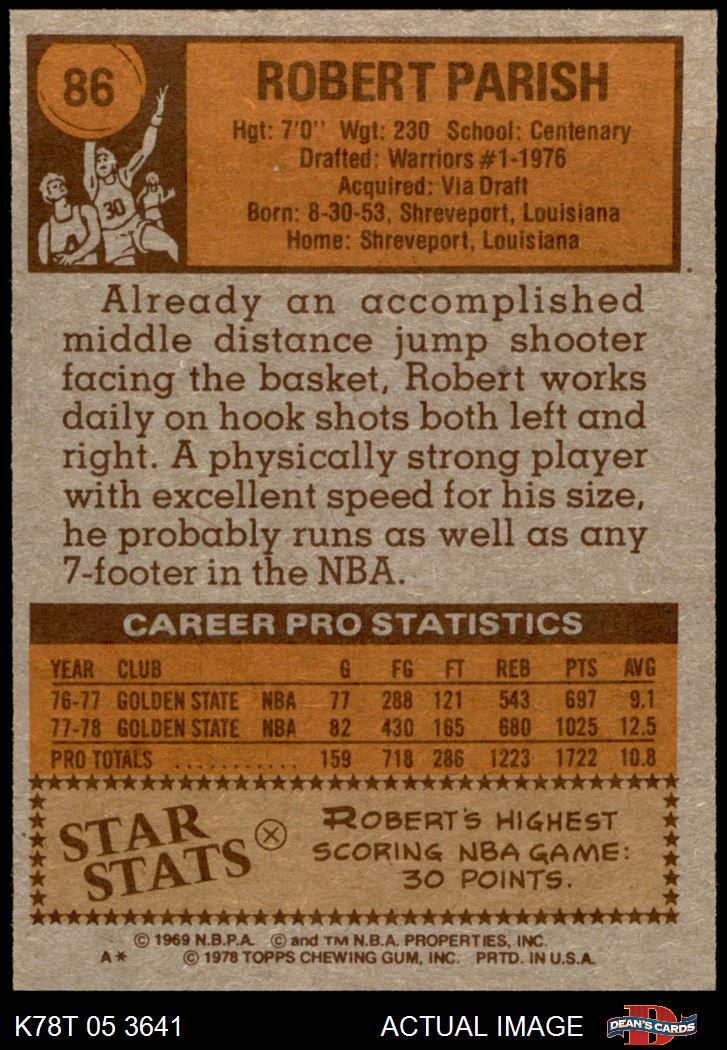 86
ROBERT PARISH
Hgt: 7'0" Wgt: 230 School: Centenary
Drafted: Warriors #1-1976
Acquired: Via Draft
Born: 8-30-53, Shreveport, Louisiana
Home: Shreveport, Louisiana
30
Already an accomplished
middle distance jump shooter
facing the basket, Robert works
daily on hook shots both left and
right. A physically strong player
with excellent speed for his size,
he probably runs as well as any
7-footer in the NBA.
CAREER PRO STATISTICS
YEAR CLUB G FG FT REB PTS AVG
76-77 GOLDEN STATE NBA 77 288 121 543 697 9.1
77-78 GOLDEN STATE NBA 82 430 165 680 1025 12.5
PRO TOTALS ........... 159 718 286 1223 1722 10.8
STAR
STATS
ROBERT'S HIGHEST
SCORING NBA GAME:
30 POINTS.
© 1969 N.B.P.A. © and TM N.B.A. PROPERTIES, INC.
A* © 1978 TOPPS CHEWING GUM, INC. PRTD. IN U.S.A.
K78T 05 3641 ACTUAL IMAGE DEAN'S CARDS